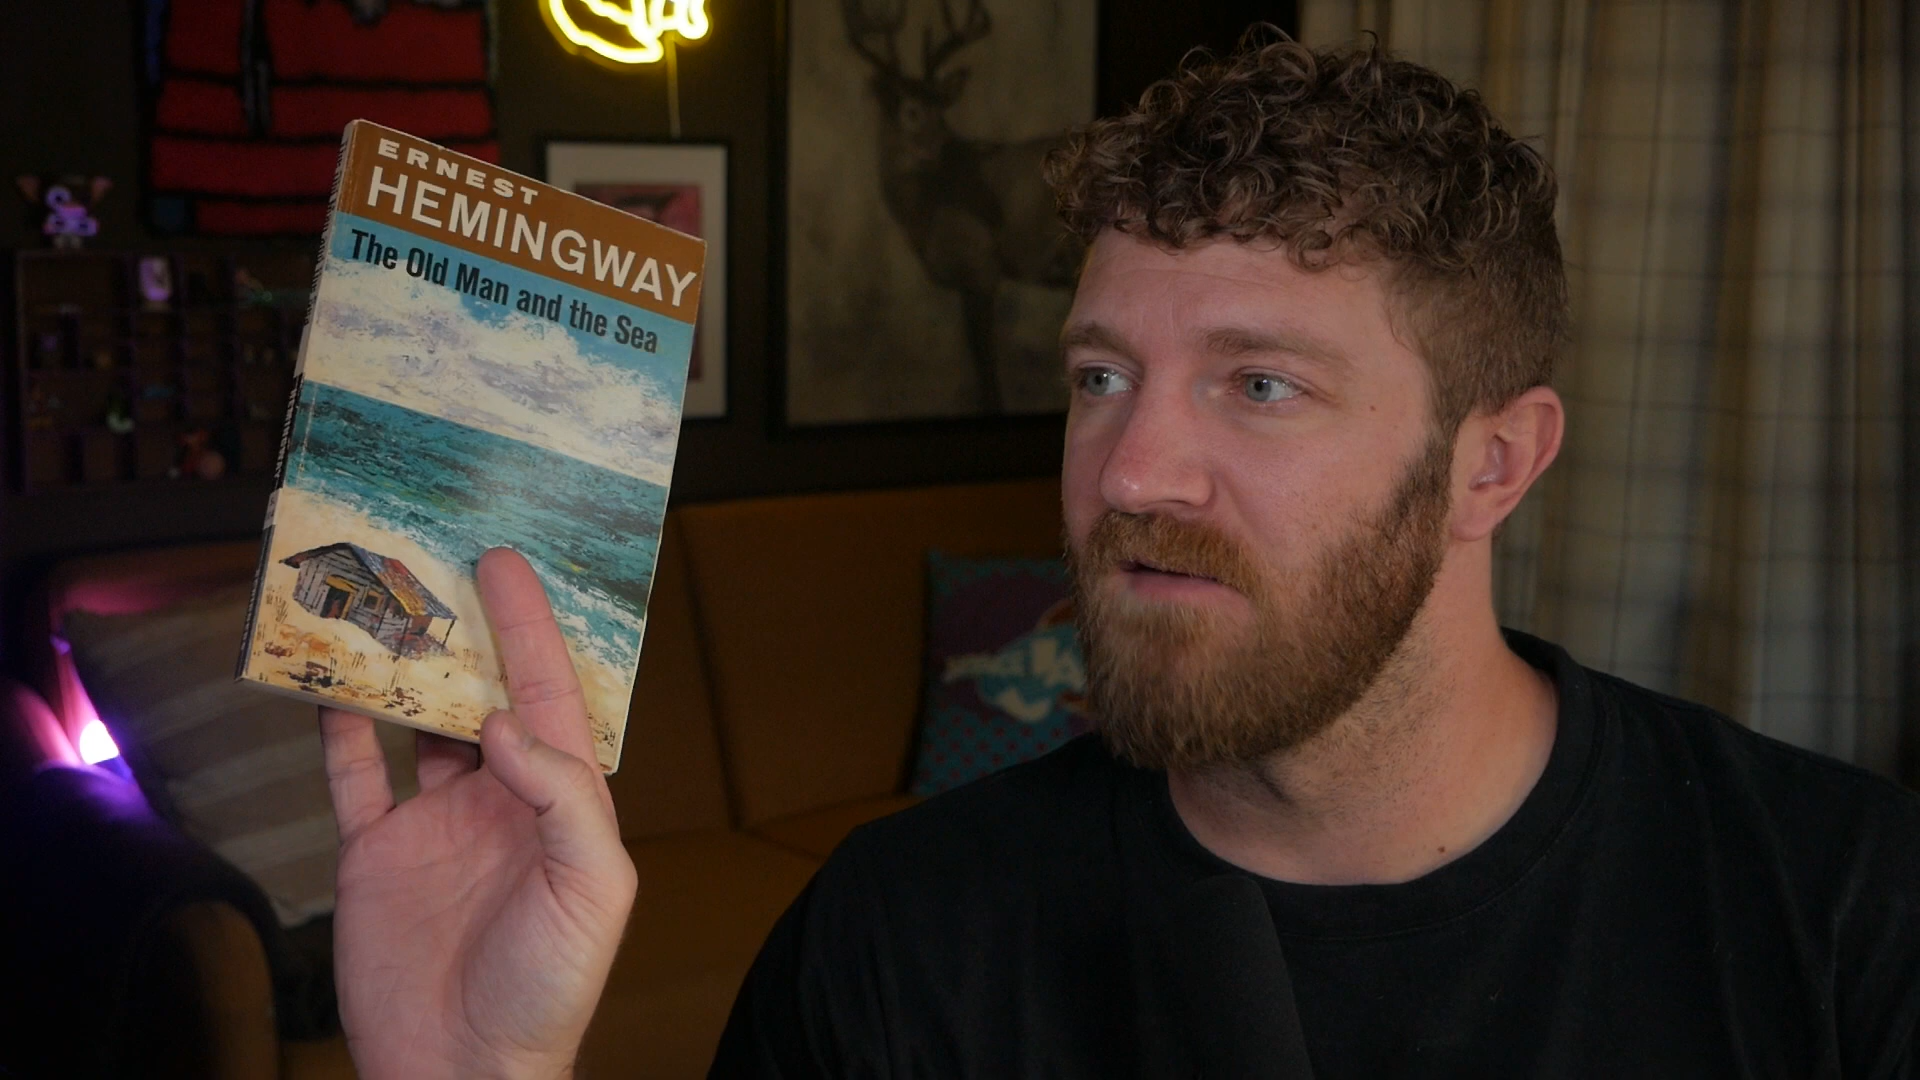 ERNEST
HEMINGWAY
The Old Man and the Sea